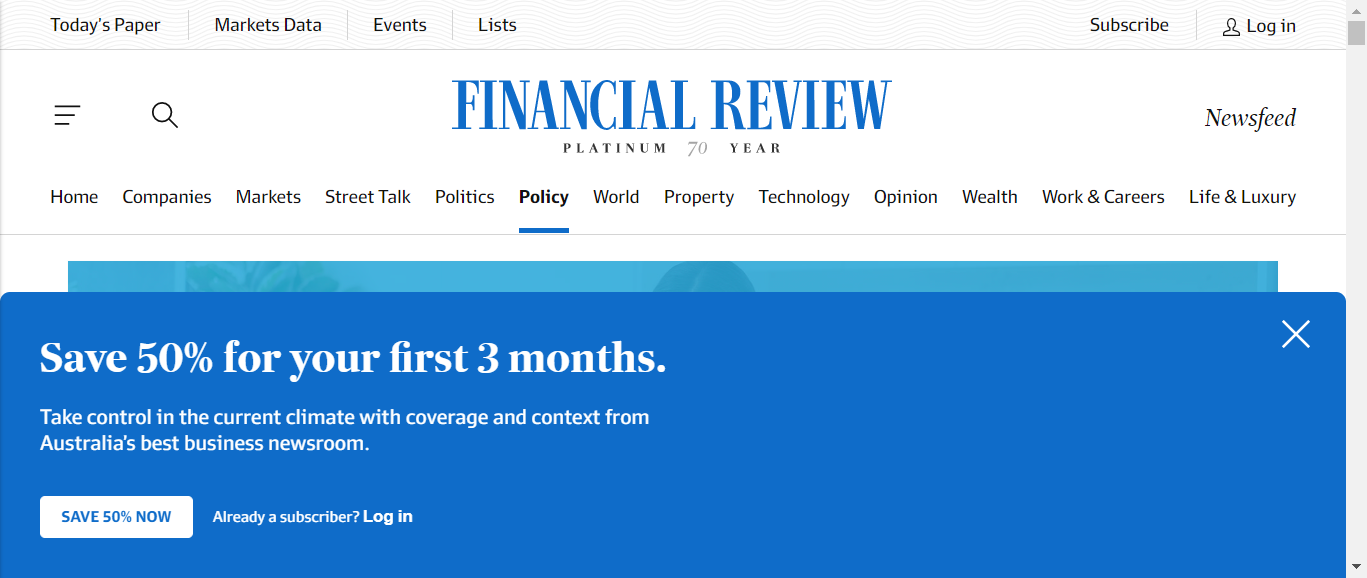 Today's Paper Markets Data Events Lists Subscribe Log in
FINANCIAL REVIEW
PLATINUM 70 YEAR
Newsfeed
Home Companies Markets Street Talk Politics Policy World Property Technology Opinion Wealth Work & Careers Life & Luxury
Save 50% for your first 3 months.
Take control in the current climate with coverage and context from
Australia's best business newsroom.
SAVE 50% NOW Already a subscriber? Log in